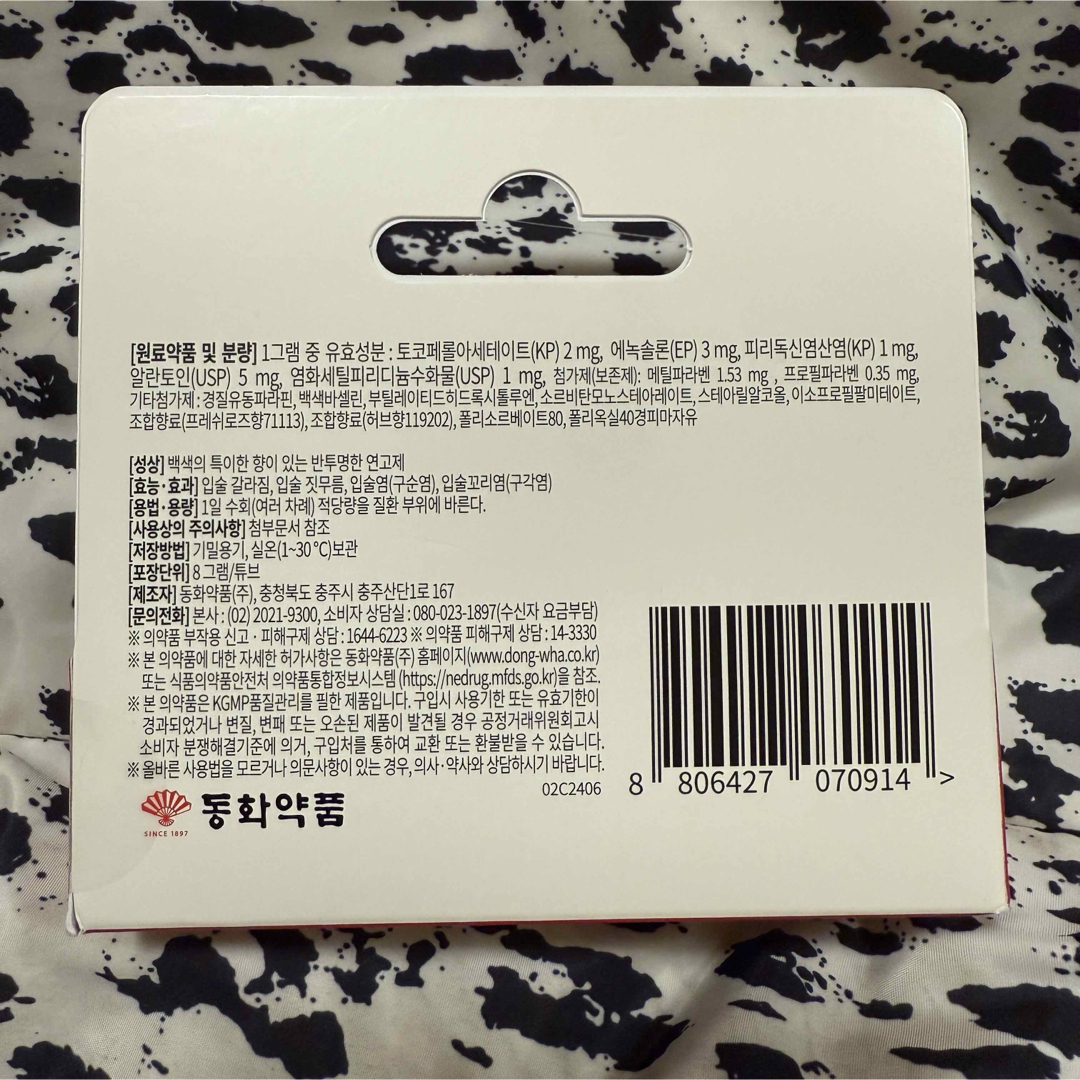 [원료약품 및 분량] 1그램 중 유효성분 : 토코페롤아세테이트(KP) 2 mg, 에녹솔론(EP) 3 mg, 피리독신염산염(KP) 1 mg,
알란토인(USP) 5 mg, 염화세틸피리디늄수화물(USP) 1 mg, 첨가제(보존제): 메틸파라벤 1.53 mg , 프로필파라벤 0.35 mg,
기타첨가제 : 경질유동파라핀, 백색바셀린, 부틸레이티드히드록시톨루엔, 소르비탄모노스테아레이트, 스테아릴알코올, 이소프로필팔미테이트,
조합향료(프레쉬로즈향71113), 조합향료(허브향119202), 폴리소르베이트80, 폴리옥실40경피마자유
[성상] 백색의 특이한 향이 있는 반투명한 연고제
[효능·효과] 입술 갈라짐, 입술 짓무름, 입술염(구순염), 입술꼬리염(구각염)
[용법·용량] 1일 수회(여러 차례) 적당량을 질환 부위에 바른다.
[사용상의 주의사항] 첨부문서 참조
[저장방법] 기밀용기, 실온(1~30 ℃)보관
[포장단위] 8 그램/튜브
[제조자] 동화약품(주), 충청북도 충주시 충주산단1로 167
[문의전화] 본사 : (02) 2021-9300, 소비자 상담실 : 080-023-1897(수신자 요금부담)
※ 의약품 부작용 신고 · 피해구제 상담 : 1644-6223 ※ 의약품 피해구제 상담 : 14-3330
※ 본 의약품에 대한 자세한 허가사항은 동화약품(주) 홈페이지(www.dong-wha.co.kr)
또는 식품의약품안전처 의약품통합정보시스템 (https://nedrug.mfds.go.kr)을 참조.
※ 본 의약품은 KGMP품질관리를 필한 제품입니다. 구입시 사용기한 또는 유효기한이
경과되었거나 변질, 변패 또는 오손된 제품이 발견될 경우 공정거래위원회고시
소비자 분쟁해결기준에 의거, 구입처를 통하여 교환 또는 환불받을 수 있습니다.
※ 올바른 사용법을 모르거나 의문사항이 있는 경우, 의사·약사와 상담하시기 바랍니다.
02C2406
8 806427 070914 >
동화약품
SINCE 1897